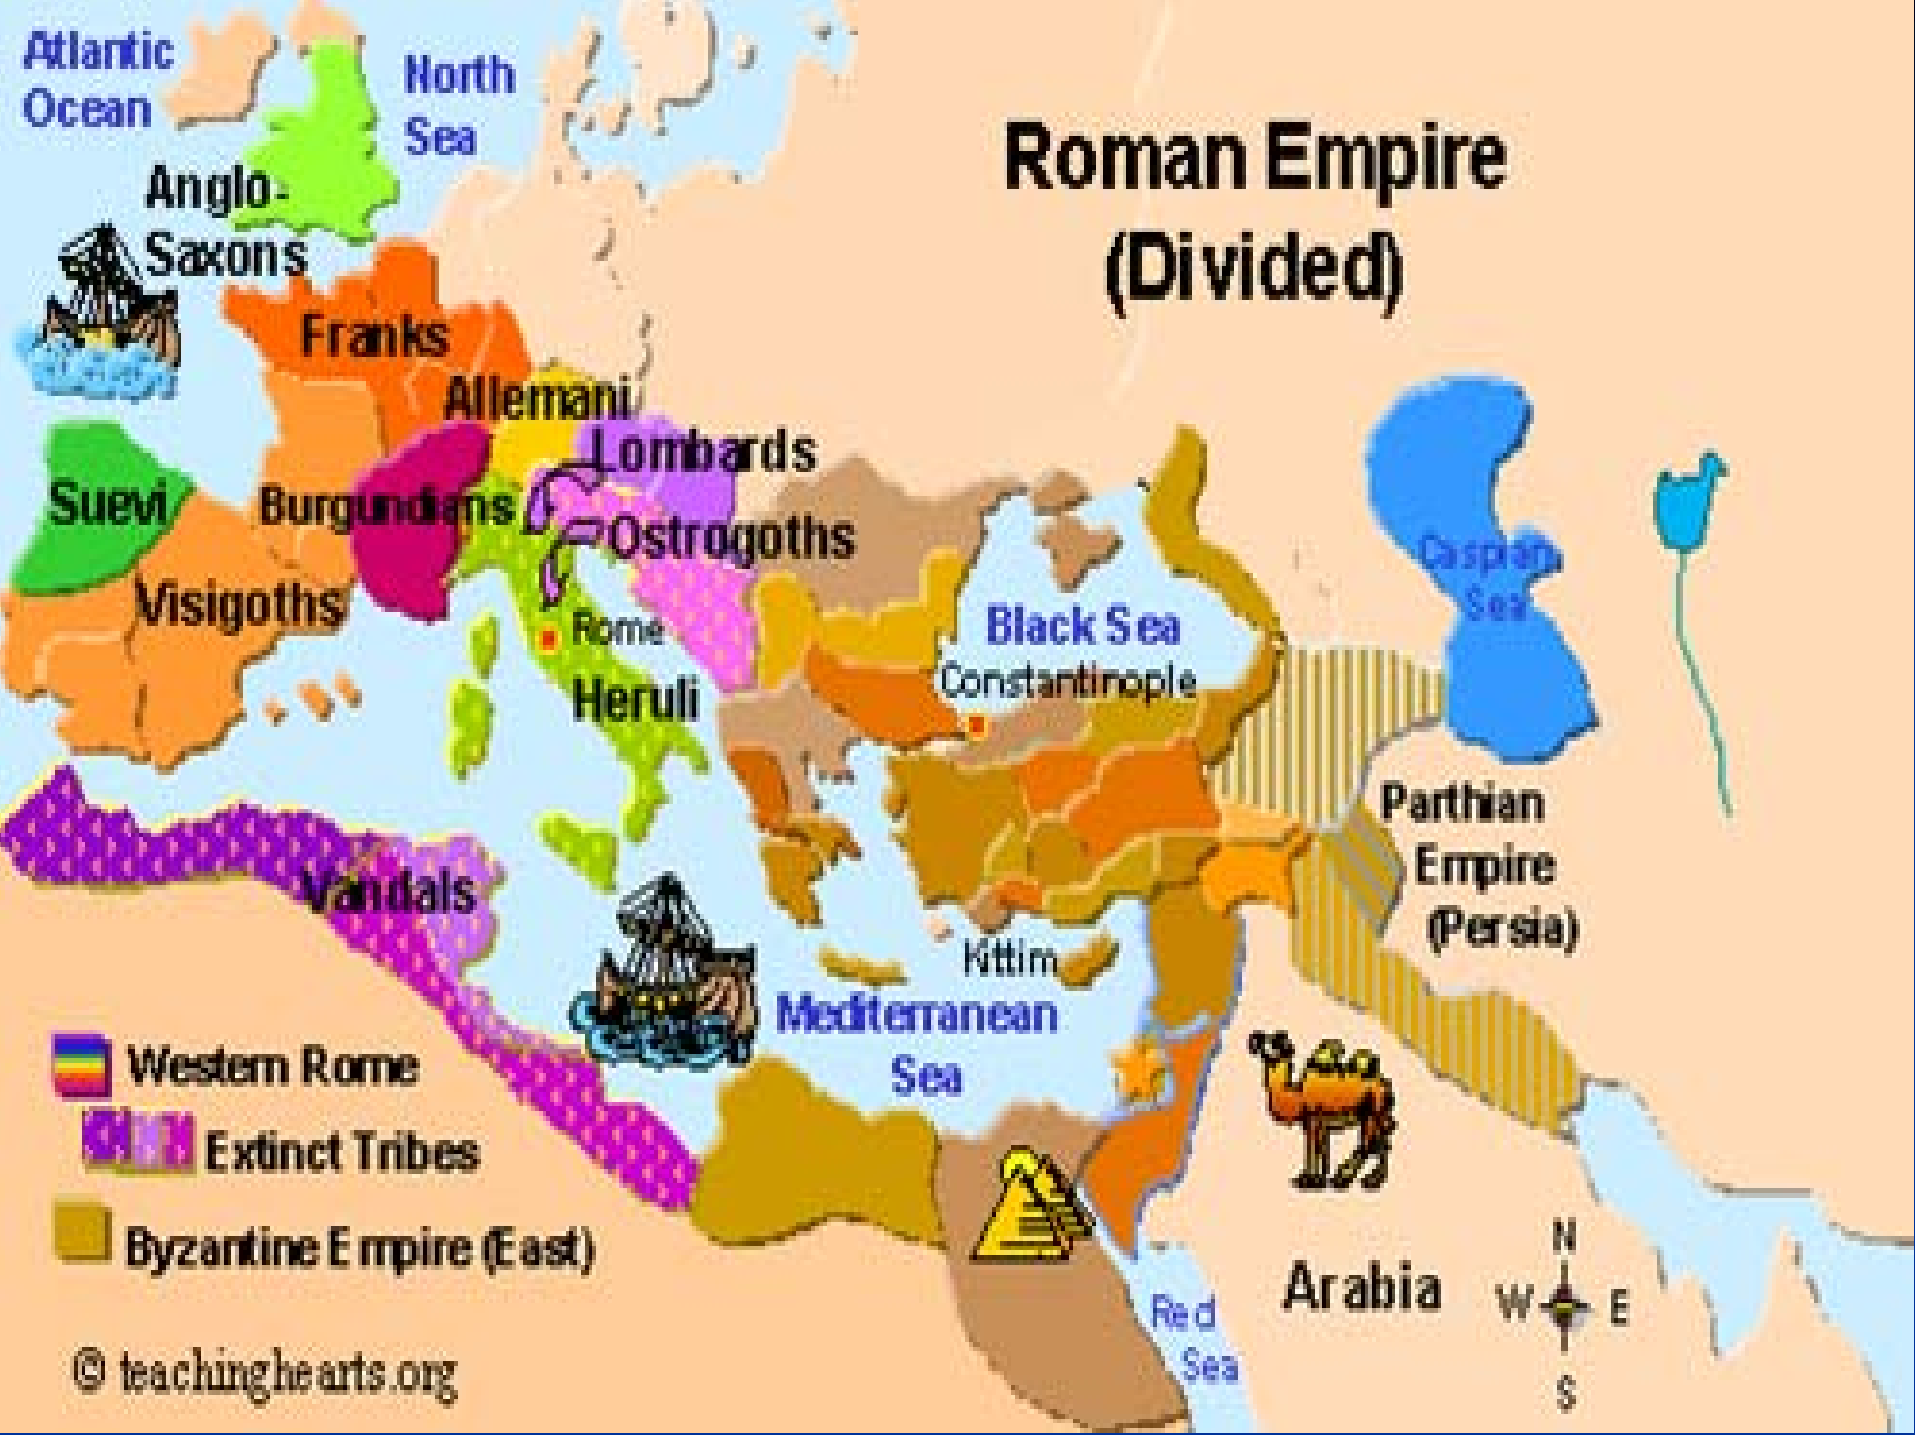 Atlantic
Ocean
North
Sea
Roman Empire
(Divided)
Anglo-
Saxons
Franks
Allemani
Lombards
Suevi
Burgundians
Ostrogoths
Caspian
Sea
Visigoths
Rome
Black Sea
Constantinople
Heruli
Parthian
Empire
(Persia)
Vandals
Kittim
Mediterranean
Sea
Western Rome
Extinct Tribes
Byzantine Empire (East)
Arabia
N
W E
S
Red
Sea
© teachinghearts.org